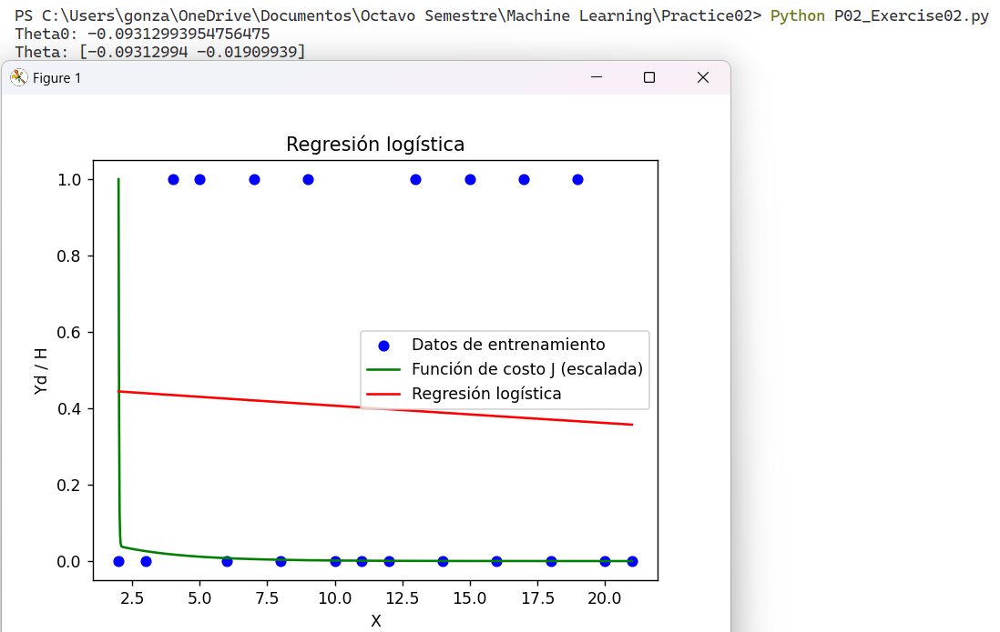 PS C:\Users\gonza\OneDrive\Documentos\Octavo Semestre\Machine Learning\Practice02> Python P02_Exercise02.py
Theta0: -0.09312993954756475
Theta: [-0.09312994 -0.01909939]
Figure 1
Regresión logística
1.0
0.8
0.6
0.4
0.2
0.0
Yd / H
Datos de entrenamiento
Función de costo J (escalada)
Regresión logística
2.5 5.0 7.5 10.0 12.5 15.0 17.5 20.0
X